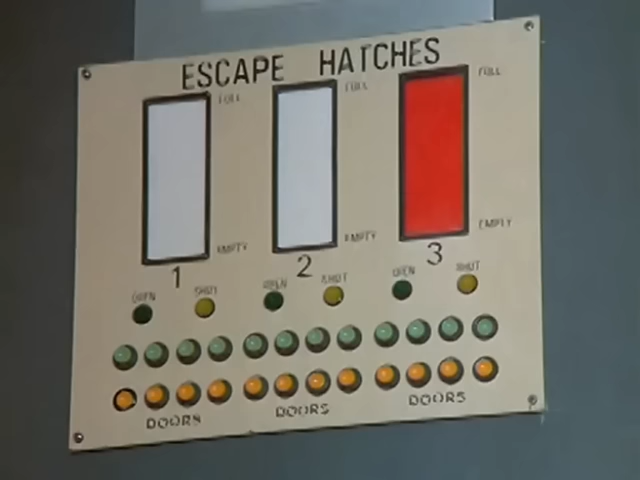 ESCAPE HATCHES
FULL FULL FULL
EMPTY EMPTY EMPTY
1 2 3
OPEN SHUT OPEN SHUT OPEN SHUT
DOORS DOORS DOORS